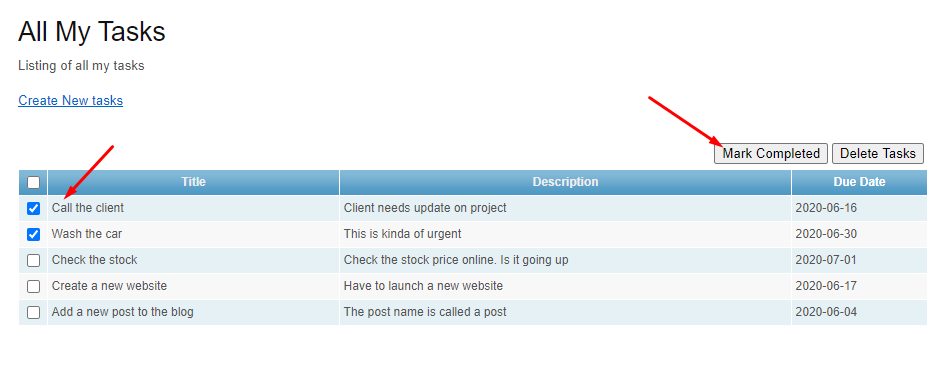 All My Tasks
Listing of all my tasks
Create New tasks
Mark Completed Delete Tasks
Title Description Due Date
Call the client Client needs update on project 2020-06-16
Wash the car This is kinda of urgent 2020-06-30
Check the stock Check the stock price online. Is it going up 2020-07-01
Create a new website Have to launch a new website 2020-06-17
Add a new post to the blog The post name is called a post 2020-06-04